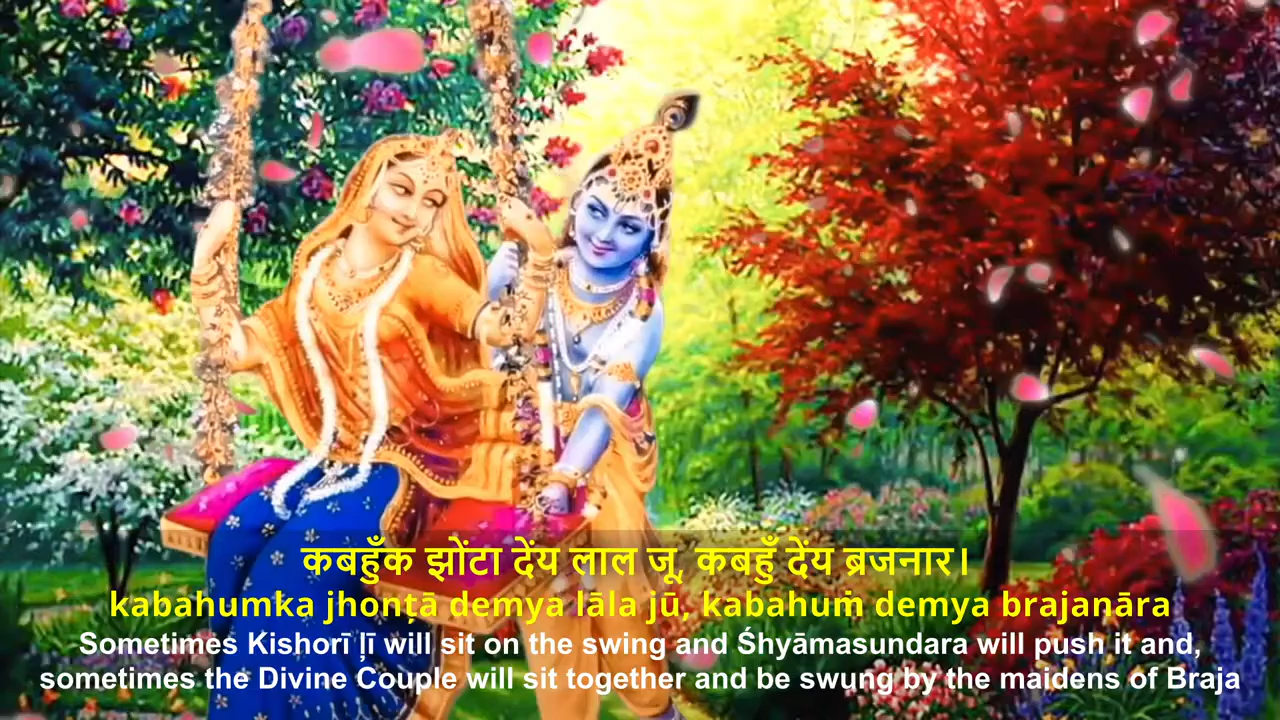 कबहुँक झोंटा देंय लाल जू, कबहुँ देंय ब्रजनार।
kabahumka jhonṭā demya lāla jū, kabahuṁ demya brajanāra
Sometimes Kishorī ļī will sit on the swing and Śhyāmasundara will push it and,
sometimes the Divine Couple will sit together and be swung by the maidens of Braja